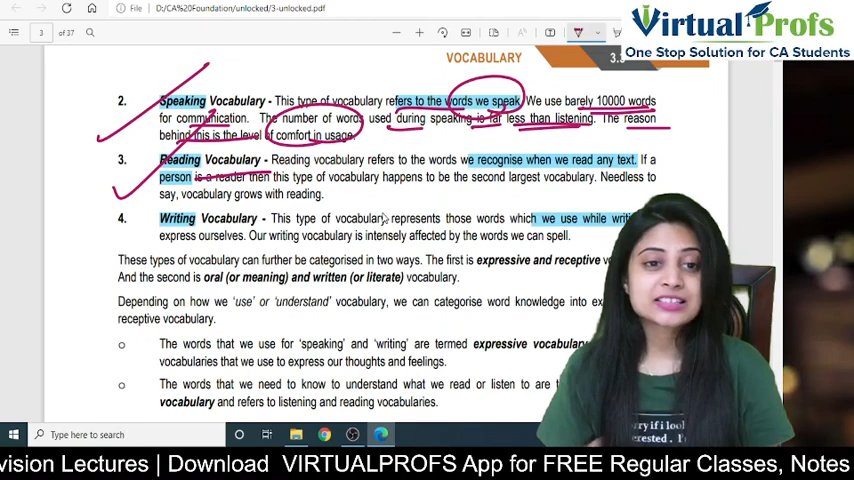 3 of 37
File
D:/CA%20Foundation/unlocked/3-unlocked.pdf
Virtual Profs
One Stop Solution for CA Students
VOCABULARY
3.3
2. Speaking Vocabulary - This type of vocabulary refers to the words we speak. We use barely 10000 words
for communication. The number of words used during speaking is far less than listening. The reason
behind this is the level of comfort in usage.
3. Reading Vocabulary - Reading vocabulary refers to the words we recognise when we read any text. If a
person is a reader then this type of vocabulary happens to be the second largest vocabulary. Needless to
say, vocabulary grows with reading.
4. Writing Vocabulary - This type of vocabulary represents those words which we use while
express ourselves. Our writing vocabulary is intensely affected by the words we can spell.
These types of vocabulary can further be categorised in two ways. The first is expressive and receptive
And the second is oral (or meaning) and written (or literate) vocabulary.
Depending on how we 'use' or 'understand' vocabulary, we can categorise word knowledge into
receptive vocabulary.
o The words that we use for 'speaking' and 'writing' are termed expressive vocabulary
vocabularies that we use to express our thoughts and feelings.
o The words that we need to know to understand what we read or listen to are
vocabulary and refers to listening and reading vocabularies.
Type here to search
vision Lectures | Download VIRTUALPROFS App for FREE Regular Classes, Notes